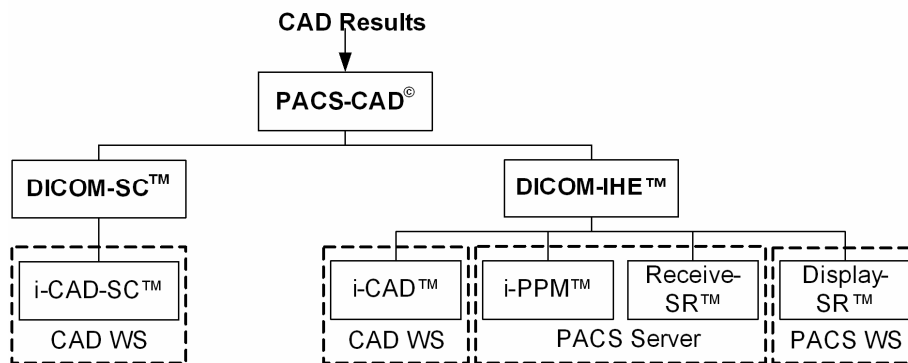 CAD Results
PACS-CAD©
DICOM-SC™
DICOM-IHE™
i-CAD-SC™
CAD WS
i-CAD™
CAD WS
i-PPM™
Receive-
SR™
PACS Server
Display-
SR™
PACS WS